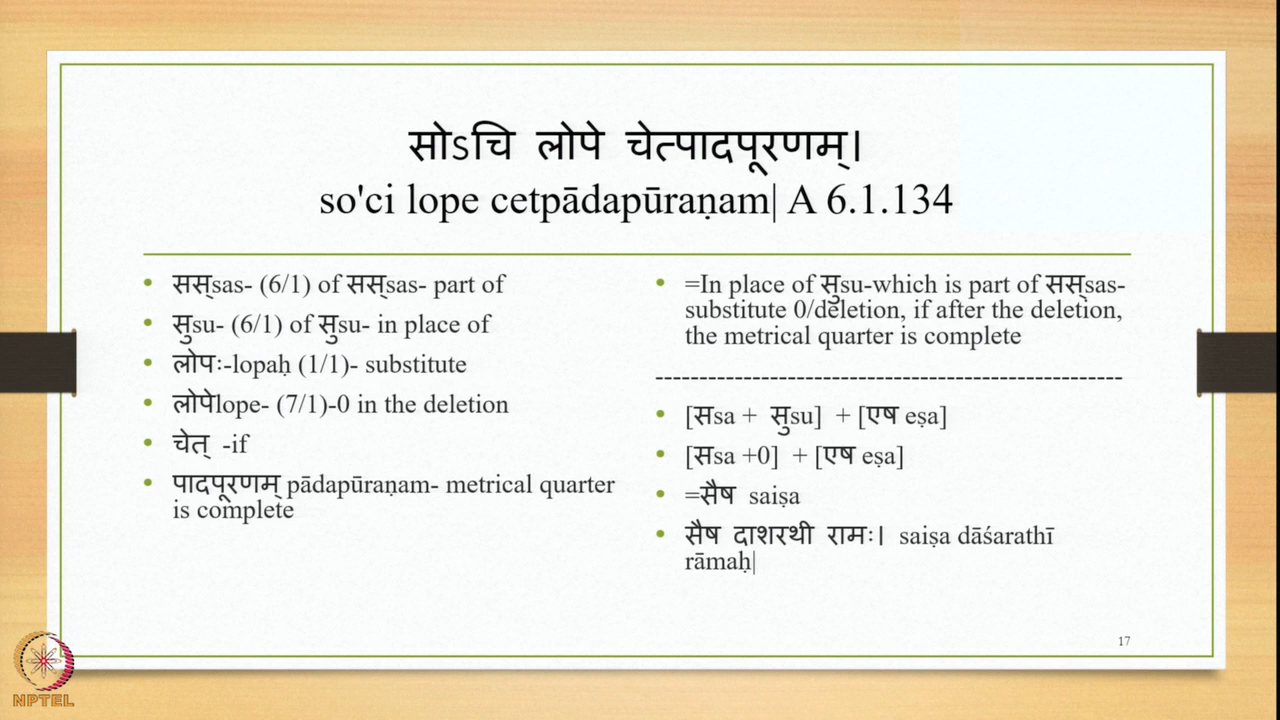 सोऽचि लोपे चेत्पादपूरणम्।
so'ci lope cetpādapūraṇam| A 6.1.134
• सस्sas- (6/1) of सस्sas- part of
• सुsu- (6/1) of सुsu- in place of
• लोपः-lopaḥ (1/1)- substitute
• लोपेlope- (7/1)-0 in the deletion
• चेत् -if
• पादपूरणम् pādapūraṇam- metrical quarter
is complete
• =In place of सुsu-which is part of सस्sas-
substitute 0/deletion, if after the deletion,
the metrical quarter is complete
-----------------------------------------------------
• [सsa + सुsu] + [एष eṣa]
• [सsa +0] + [एष eṣa]
• =सैष saiṣa
• सैष दाशरथी रामः। saiṣa dāśarathī
rāmaḥ|
17
NPTEL